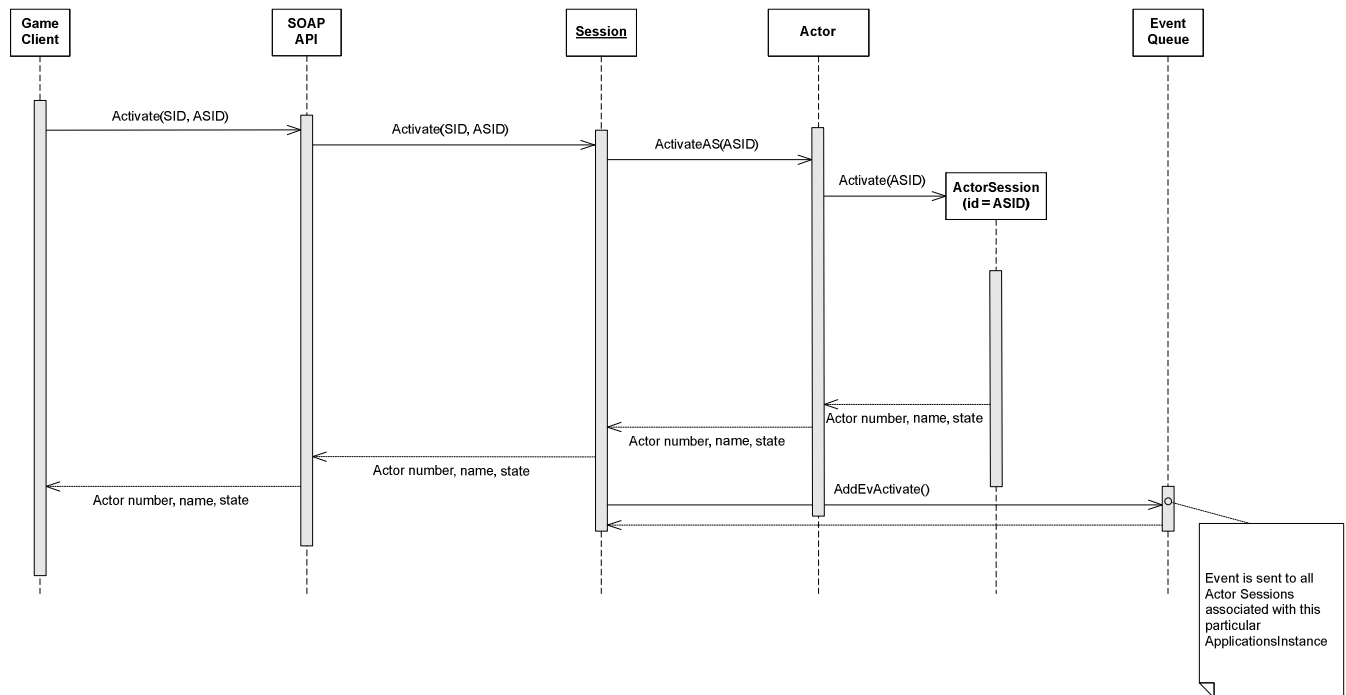 Game
Client
SOAP
API
Session
Actor
Event
Queue
Activate(SID, ASID)
Activate(SID, ASID)
ActivateAS(ASID)
Activate(ASID)
ActorSession
(id = ASID)
Actor number, name, state
Actor number, name, state
Actor number, name, state
Actor number, name, state
AddEvActivate()
Event is sent to all
Actor Sessions
associated with this
particular
ApplicationsInstance